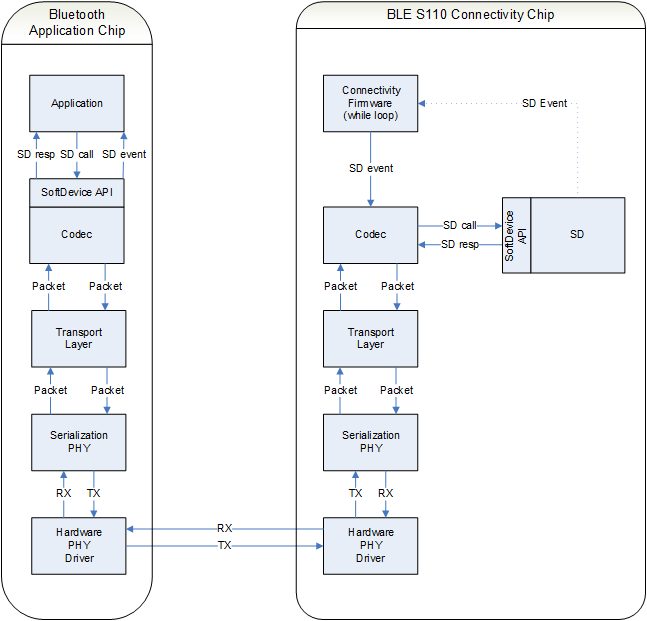 Bluetooth
Application Chip
Application
SD resp
SD call
SD event
SoftDevice API
Codec
Packet
Packet
Transport
Layer
Packet
Packet
Serialization
PHY
RX
TX
Hardware
PHY
Driver
RX
TX
BLE S110 Connectivity Chip
Connectivity
Firmware
(while loop)
SD Event
SD event
Codec
SD call
SD resp
SoftDevice
API
SD
Packet
Packet
Transport
Layer
Packet
Packet
Serialization
PHY
TX
RX
Hardware
PHY
Driver